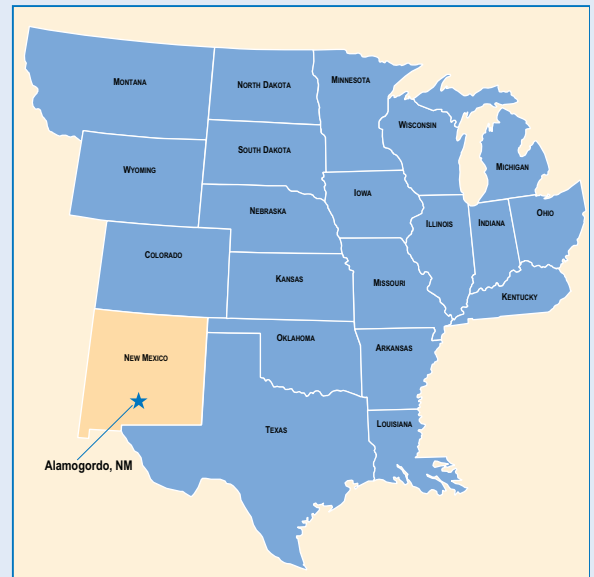 MONTANA
NORTH DAKOTA
MINNESOTA
WISCONSIN
SOUTH DAKOTA
MICHIGAN
WYOMING
IOWA
NEBRASKA
OHIO
ILLINOIS
INDIANA
COLORADO
KANSAS
MISSOURI
KENTUCKY
OKLAHOMA
ARKANSAS
NEW MEXICO
LOUISIANA
TEXAS
Alamogordo, NM